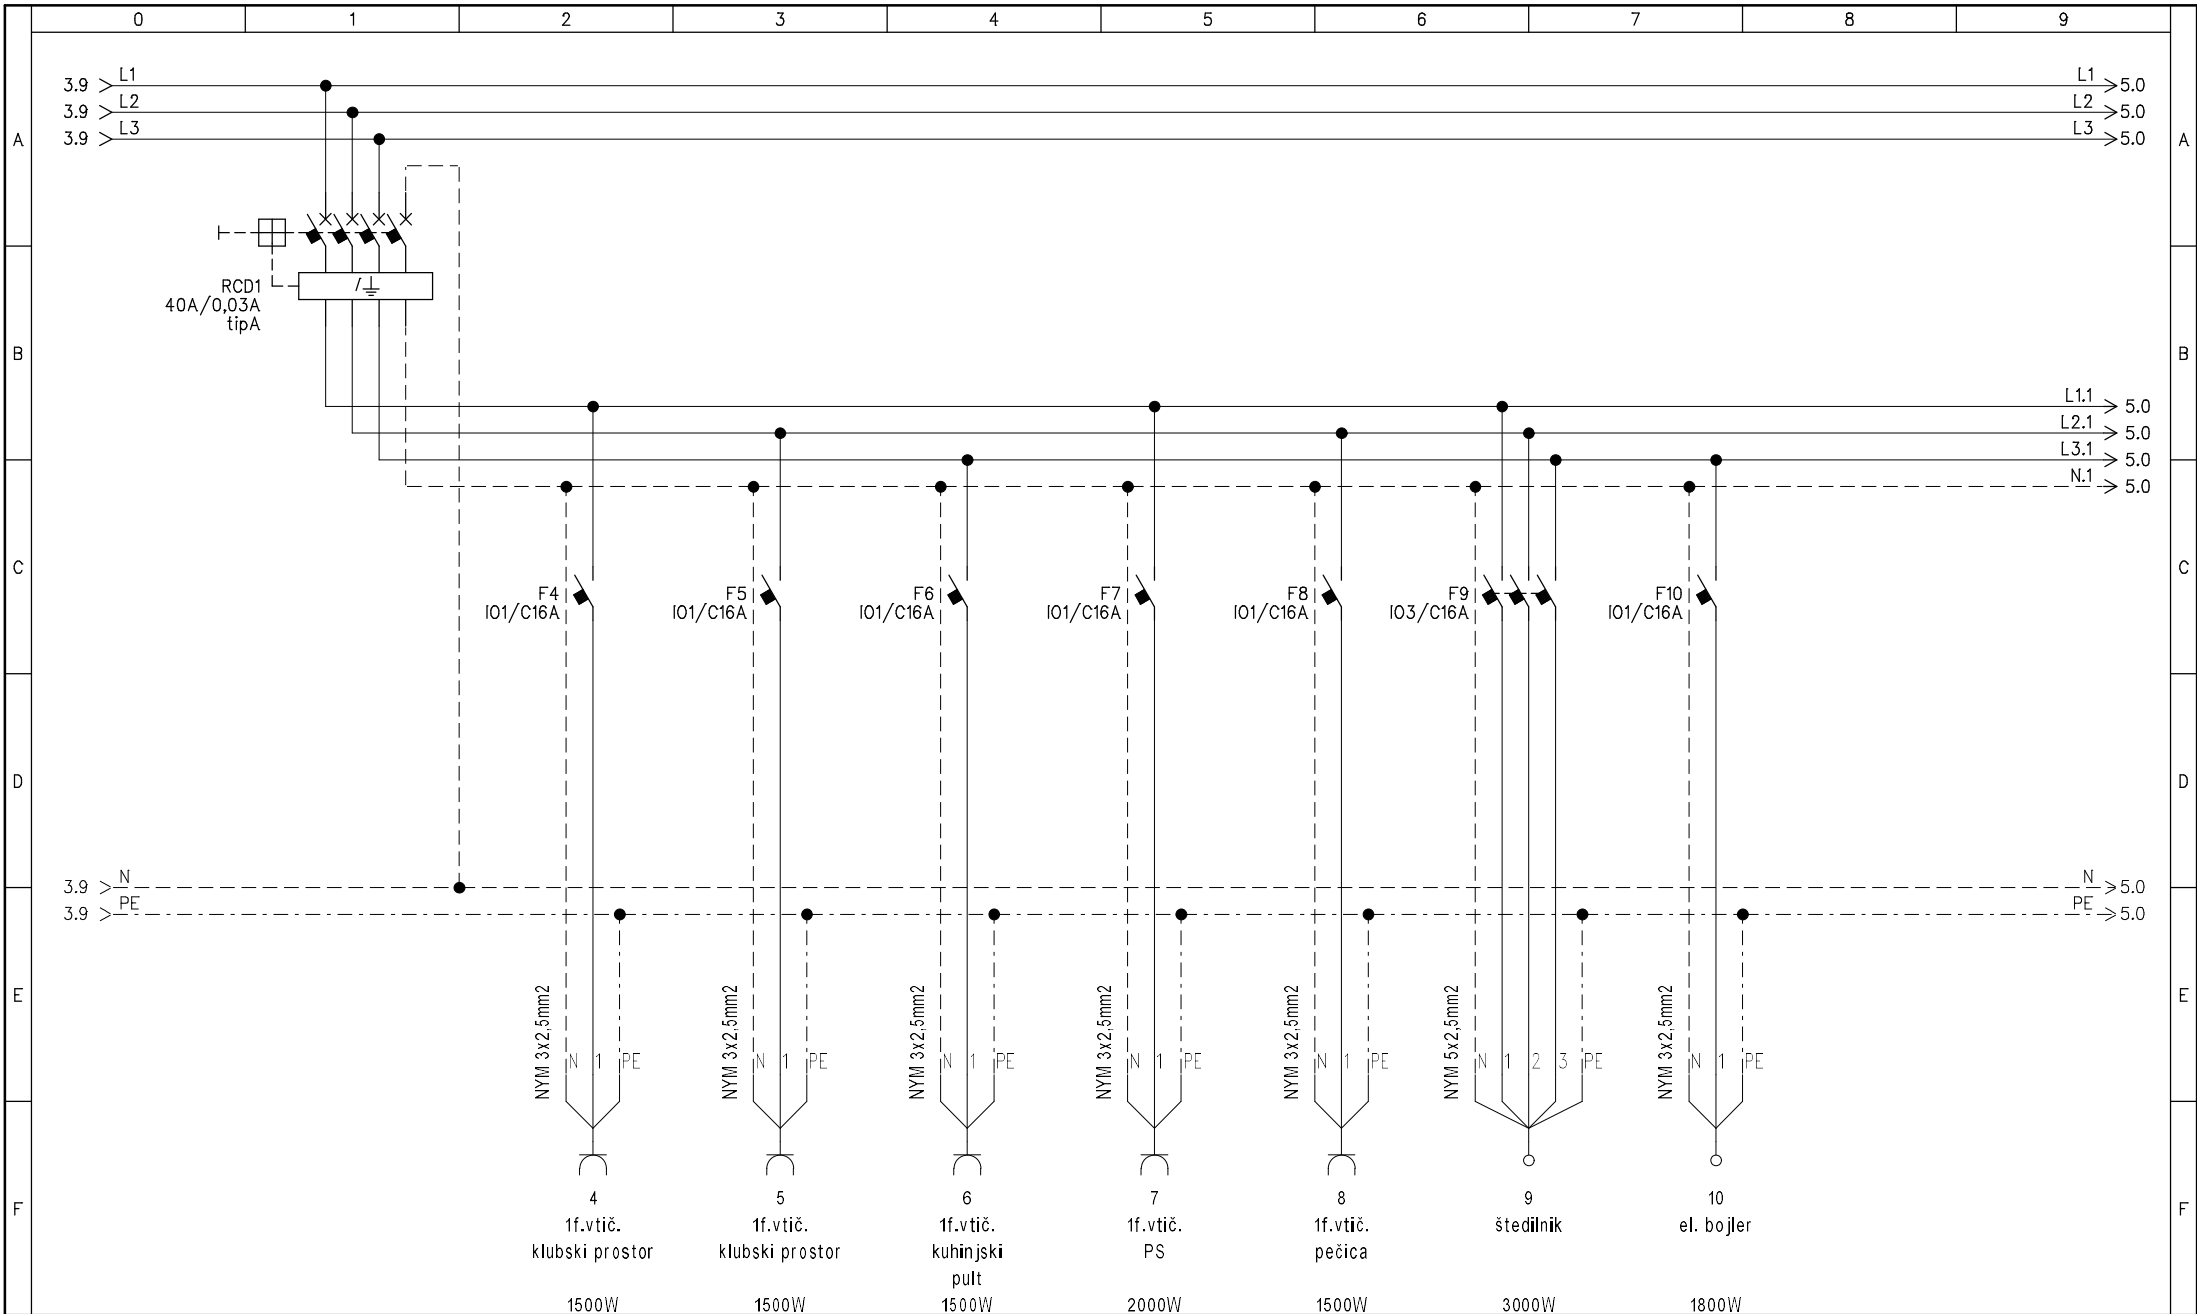 0 1 2 3 4 5 6 7 8 9
3.9 L1 L1 5.0
3.9 L2 L2 5.0
3.9 L3 L3 5.0
A A
RCD1
40A/0,03A
tipA
B B
L1.1 5.0
L2.1 5.0
L3.1 5.0
N.1 5.0
C C
F4 F5 F6 F7 F8 F9 F10
I01/C16A I01/C16A I01/C16A I01/C16A I01/C16A I03/C16A I01/C16A
D D
3.9 N N 5.0
3.9 PE PE 5.0
E E
NYM 3x2,5mm2 NYM 3x2,5mm2 NYM 3x2,5mm2 NYM 3x2,5mm2 NYM 3x2,5mm2 NYM 5x2,5mm2 NYM 3x2,5mm2
N 1 PE N 1 PE N 1 PE N 1 PE N 1 PE N 1 2 3 PE N 1 PE
F F
4 5 6 7 8 9 10
1f.vtič. 1f.vtič. 1f.vtič. 1f.vtič. 1f.vtič. štedilnik el. bojler
klubski prostor klubski prostor kuhinjski PS pečica
pult
1500W 1500W 1500W 2000W 1500W 3000W 1800W